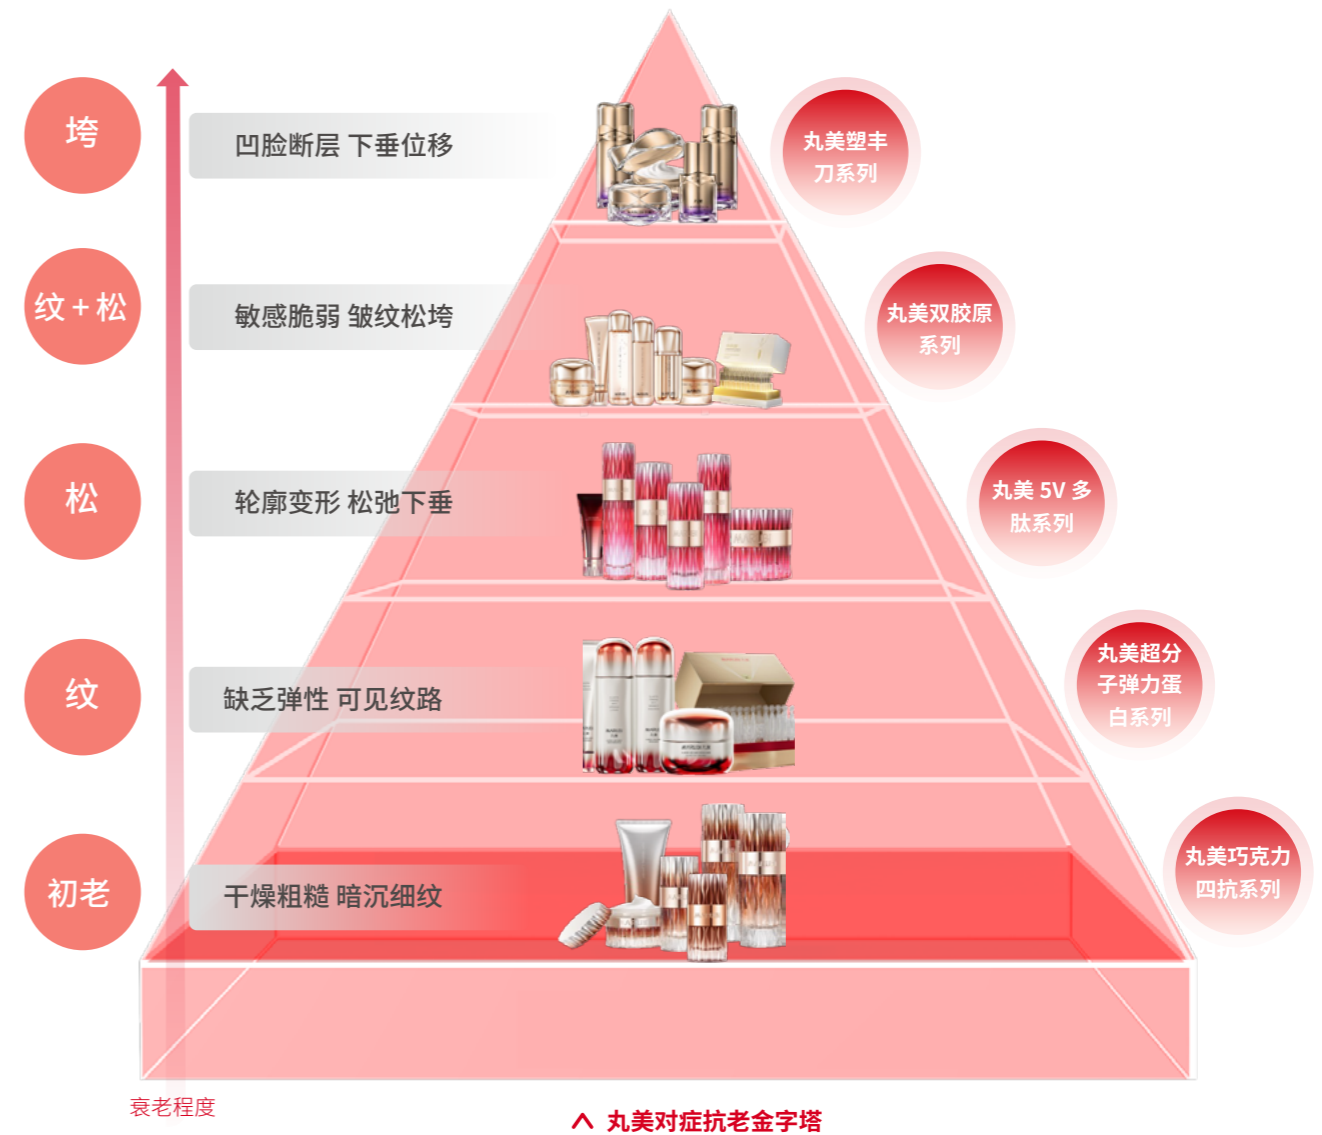 垮
凹脸断层 下垂位移
丸美塑丰
刀系列
纹+松
敏感脆弱 皱纹松垮
丸美双胶原
系列
松
轮廓变形 松弛下垂
丸美 5V 多
肽系列
纹
缺乏弹性 可见纹路
丸美超分
子弹力蛋
白系列
初老
干燥粗糙 暗沉细纹
丸美巧克力
四抗系列
衰老程度
丸美对症抗老金字塔